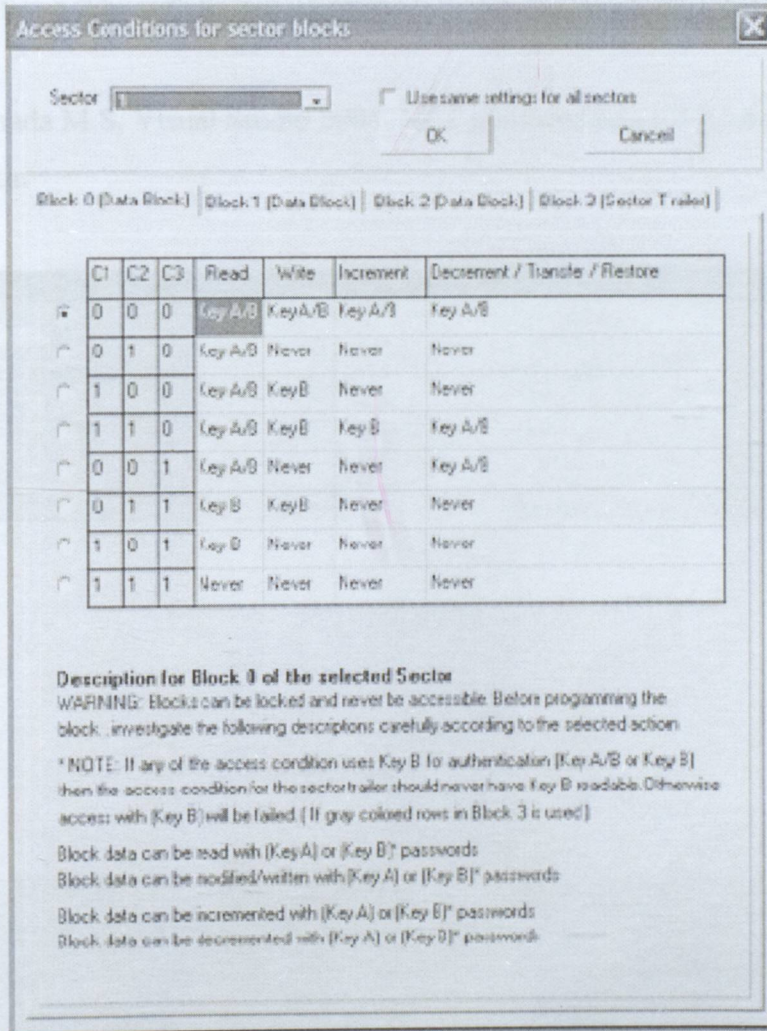 Access Conditions for sector blocks
Sector 1 Use same settings for all sectors
OK Cancell
Block 0 (Data Block) Block 1 (Data Block) Block 2 (Data Block) Block 3 (Sector Trailer)
C1 C2 C3 Read Write Increment Decrement / Transfer / Restore
0 0 0 Key A/B Key A/B Key A/B Key A/B
0 1 0 Key A/B Never Never Never
1 0 0 Key A/B Key B Never Never
1 1 0 Key A/B Key B Key B Key A/B
0 0 1 Key A/B Never Never Key A/B
0 1 1 Key B Key B Never Never
1 0 1 Key B Never Never Never
1 1 1 Never Never Never Never
Description for Block 0 of the selected Sector
WARNING: Blocks can be locked and never be accessible. Before programming the
block , investigate the following descriptions carefully according to the selected action
* NOTE: If any of the access condition uses Key B for authentication (Key A/B or Key B)
then the access condition for the sector trailer should never have Key B readable. Otherwise
access with (Key B) will be failed. ( If gray colored rows in Block 3 is used )
Block data can be read with (Key A) or (Key B)* passwords
Block data can be modified/written with (Key A) or (Key B)* passwords
Block data can be incremented with (Key A) or (Key B)* passwords
Block data can be decremented with (Key A) or (Key B)* passwords